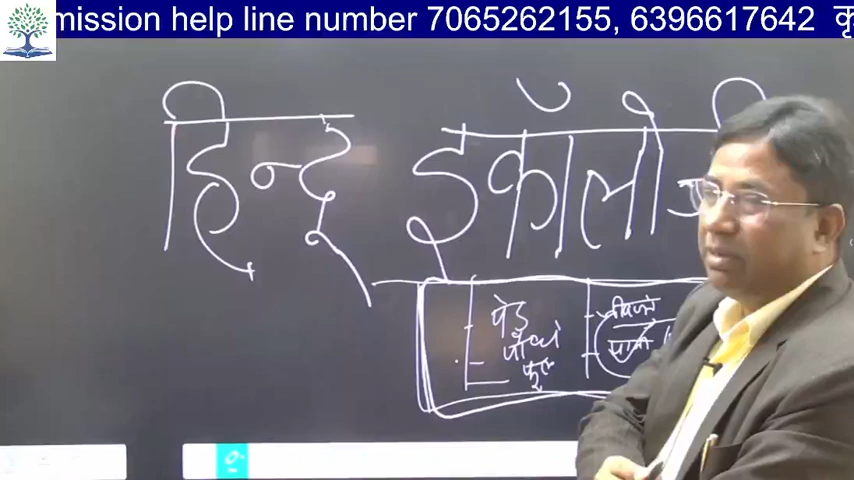 mission help line number 7065262155, 6396617642 कृ
हिन्दू इकॉलोजी
पेड़
पौधों
फूल